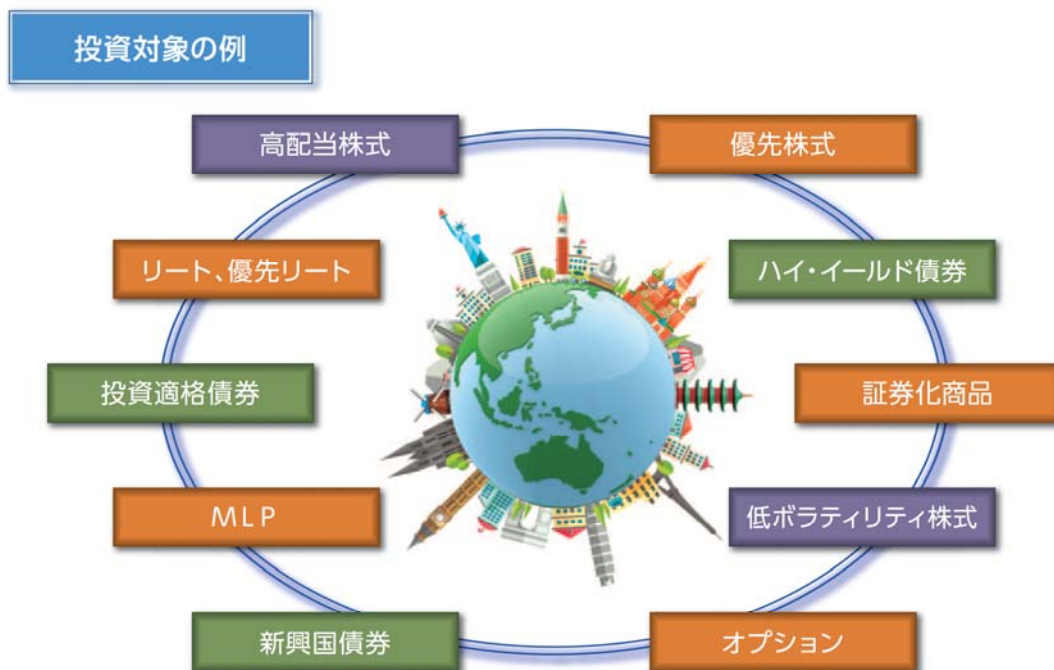 投資対象の例
高配当株式
優先株式
リート、優先リート
ハイ・イールド債券
投資適格債券
証券化商品
MLP
低ボラティリティ株式
新興国債券
オプション